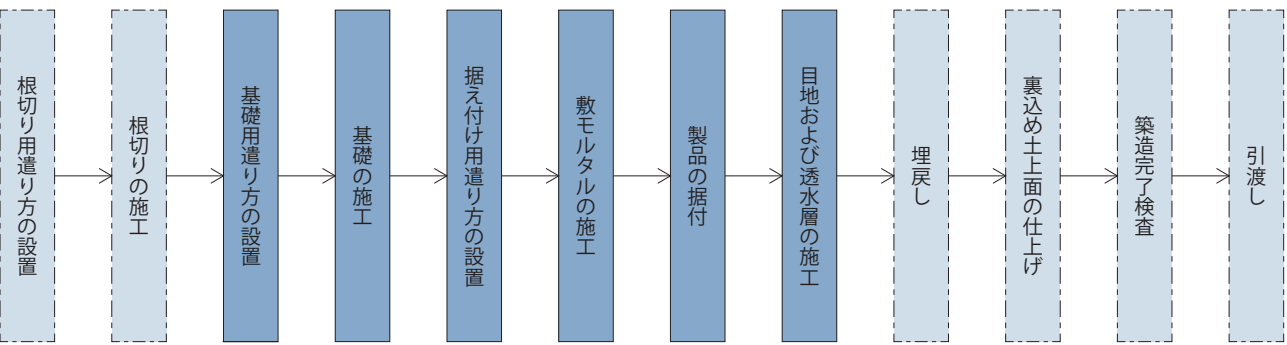 根切り用遣り方の設置
根切りの施工
基礎用遣り方の設置
基礎の施工
据え付け用遣り方の設置
敷モルタルの施工
製品の据付
目地および透水層の施工
埋戻し
裏込め土上面の仕上げ
築造完了検査
引渡し